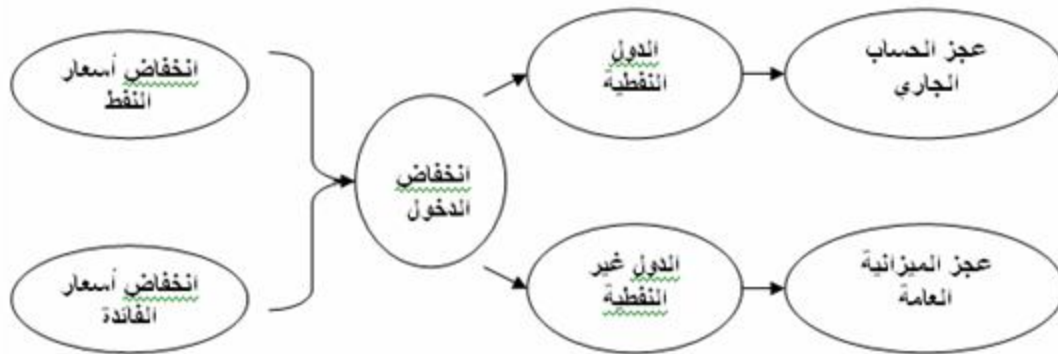 انخفاض أسعار
النفط
انخفاض أسعار
الفائدة
انخفاض
الدخول
الدول
النفطية
عجز الحساب
الجاري
الدول غير
النفطية
عجز الميزانية
العامة